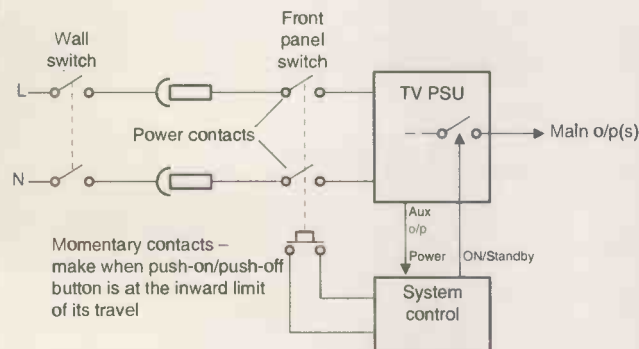 Wall
switch
Front
panel
switch
L
N
Power contacts
TV PSU
Main o/p(s)
Aux
o/p
Power
ON/Standby
Momentary contacts –
make when push-on/push-off
button is at the inward limit
of its travel
System
control